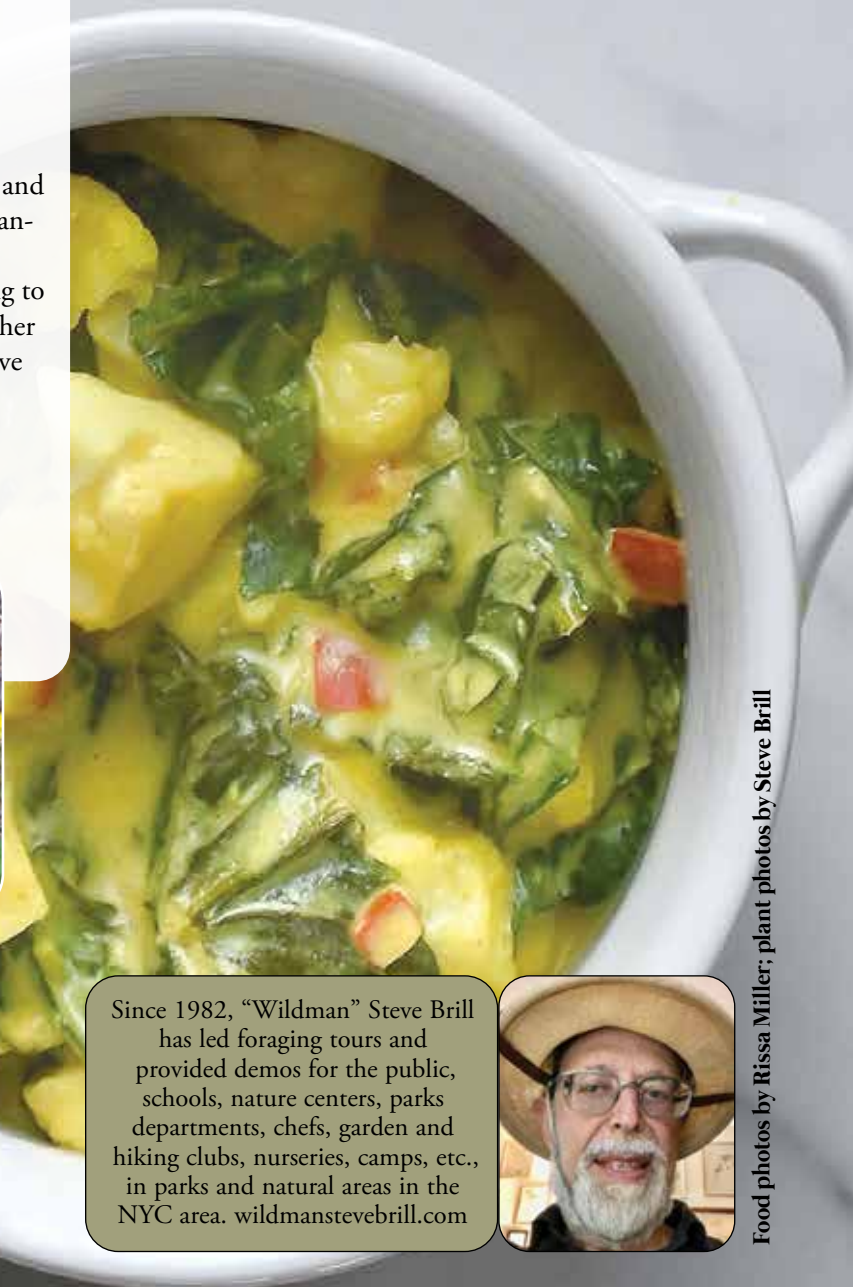 and
an-
g to
her
ve
Since 1982, “Wildman” Steve Brill
has led foraging tours and
provided demos for the public,
schools, nature centers, parks
departments, chefs, garden and
hiking clubs, nurseries, camps, etc.,
in parks and natural areas in the
NYC area. wildmanstevebrill.com
Food photos by Rissa Miller; plant photos by Steve Brill